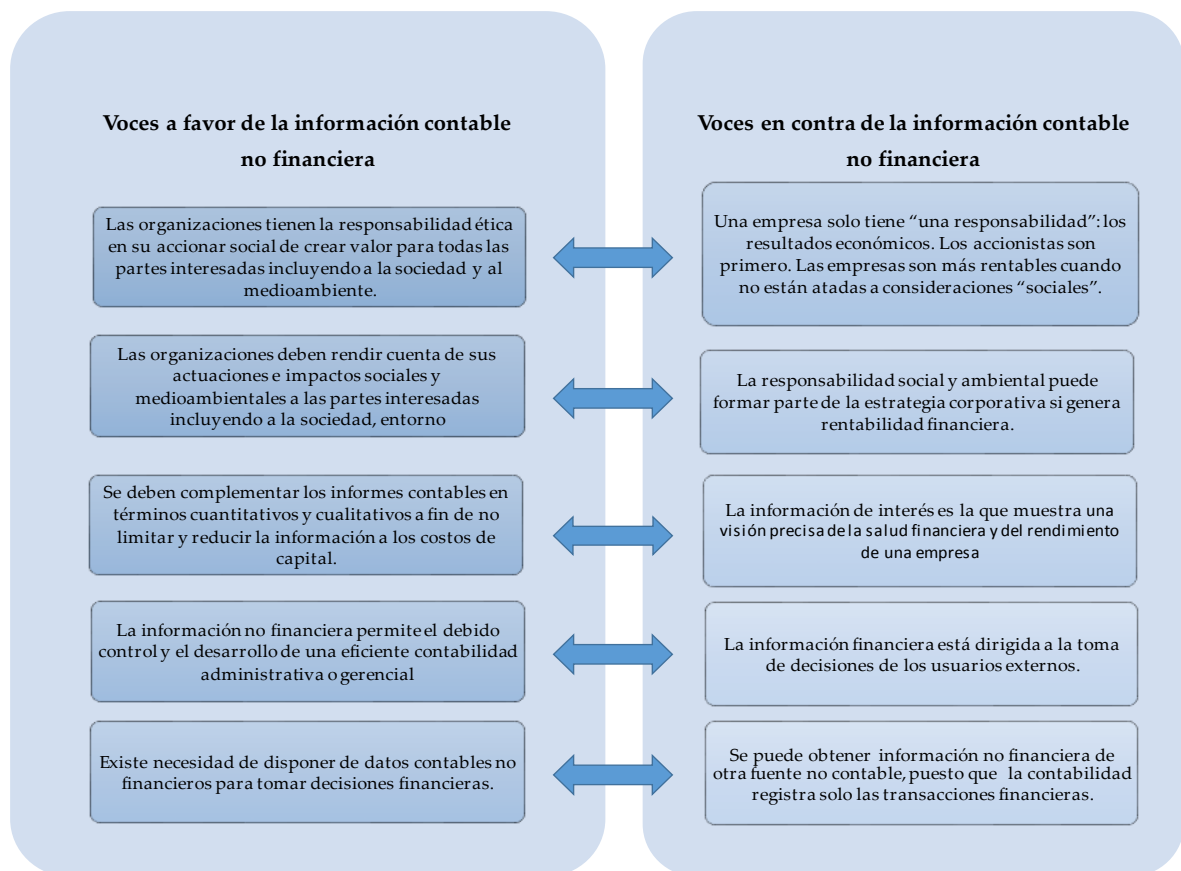 Voces a favor de la información contable
no financiera
Las organizaciones tienen la responsabilidad ética
en su accionar social de crear valor para todas las
partes interesadas incluyendo a la sociedad y al
medioambiente.
Las organizaciones deben rendir cuenta de sus
actuaciones e impactos sociales y
medioambientales a las partes interesadas
incluyendo a la sociedad, entorno
Se deben complementar los informes contables en
términos cuantitativos y cualitativos a fin de no
limitar y reducir la información a los costos de
capital.
La información no financiera permite el debido
control y el desarrollo de una eficiente contabilidad
administrativa o gerencial
Existe necesidad de disponer de datos contables no
financieros para tomar decisiones financieras.
Voces en contra de la información contable
no financiera
Una empresa solo tiene “una responsabilidad”: los
resultados económicos. Los accionistas son
primero. Las empresas son más rentable cuando
no están atadas a consideraciones “sociales”.
La responsabilidad social y ambiental puede
formar parte de la estrategia corporativa si genera
rentabilidad financiera.
La información de interés es la que muestra una
visión precisa de la salud financiera y del rendimiento
de una empresa
La información financiera está dirigida a la toma
de decisiones de los usuarios externos.
Se puede obtener información no financiera de
otra fuente no contable, puesto que la contabilidad
registra solo las transacciones financieras.